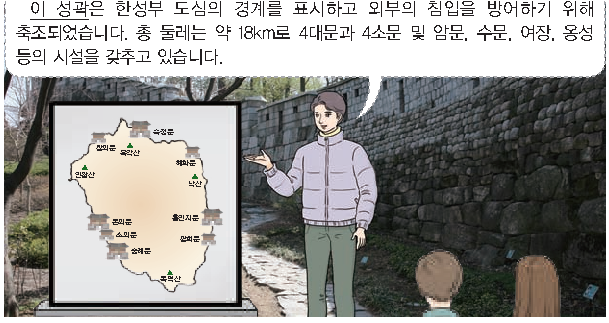 이 성곽은 한성부 도심의 경계를 표시하고 외부의 침입을 방어하기 위해
축조되었습니다. 총 둘레는 약 18km로 4대문과 4소문 및 암문, 수문, 여장, 옹성
등의 시설을 갖추고 있습니다.
숙정문
창의문
북악산
혜화문
인왕산
낙산
돈의문
흥인지문
소의문
광희문
숭례문
목멱산